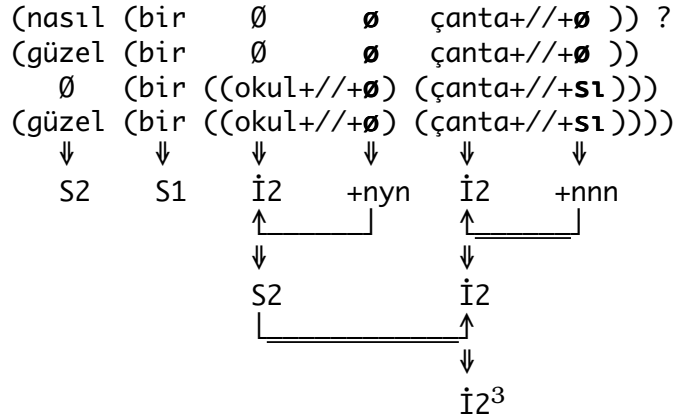 (nasıl (bir Ø ø çanta+//+ø )) ?
(güzel (bir Ø ø çanta+//+ø ))
Ø (bir ((okul+//+ø) (çanta+//+sı)))
(güzel (bir ((okul+//+ø) (çanta+//+sı))))
⇓ ⇓ ⇓ ⇓ ⇓ ⇓
S2 S1 İ2 +nyn İ2 +nnn
⇓ ⇓
S2 İ2
⇓
İ2³